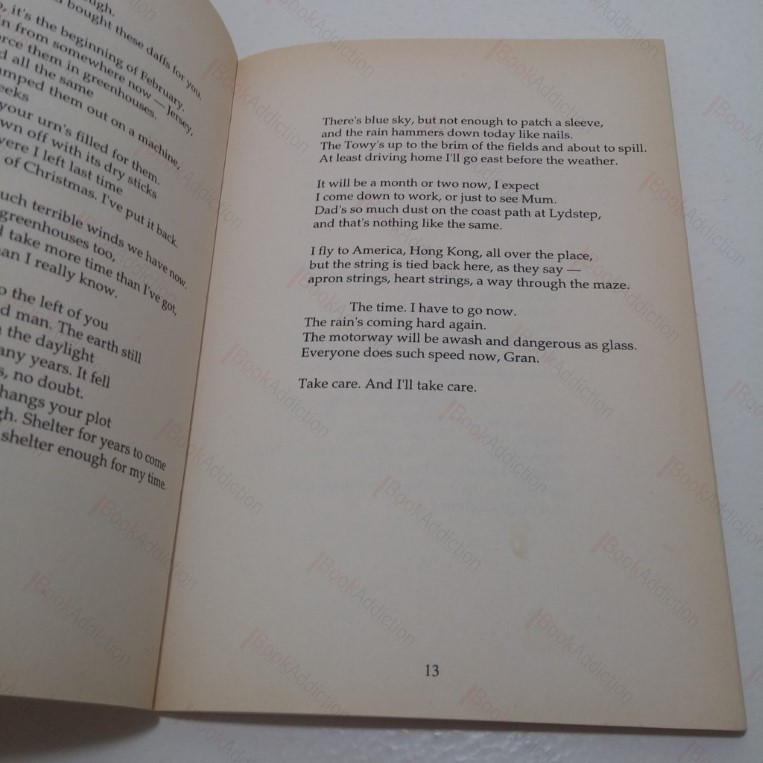 ough.
bought these daffs for you.
, it's the beginning of February.
n from somewhere now — Jersey,
rce them in greenhouses.
d all the same
amped them out on a machine,
eeks
your urn's filled for them.
wn off with its dry sticks
were I left last time
of Christmas. I've put it back.
uch terrible winds we have now.
greenhouses too,
l take more time than I've got,
an I really know.
o the left of you
d man. The earth still
the daylight
any years. It fell
s, no doubt.
hangs your plot
gh. Shelter for years to come
shelter enough for my time.
There's blue sky, but not enough to patch a sleeve,
and the rain hammers down today like nails.
The Towy's up to the brim of the fields and about to spill.
At least driving home I'll go east before the weather.
It will be a month or two now, I expect
I come down to work, or just to see Mum.
Dad's so much dust on the coast path at Lydstep,
and that's nothing like the same.
I fly to America, Hong Kong, all over the place,
but the string is tied back here, as they say —
apron strings, heart strings, a way through the maze.
The time. I have to go now.
The rain's coming hard again.
The motorway will be awash and dangerous as glass.
Everyone does such speed now, Gran.
Take care. And I'll take care.
13
BookAddiction